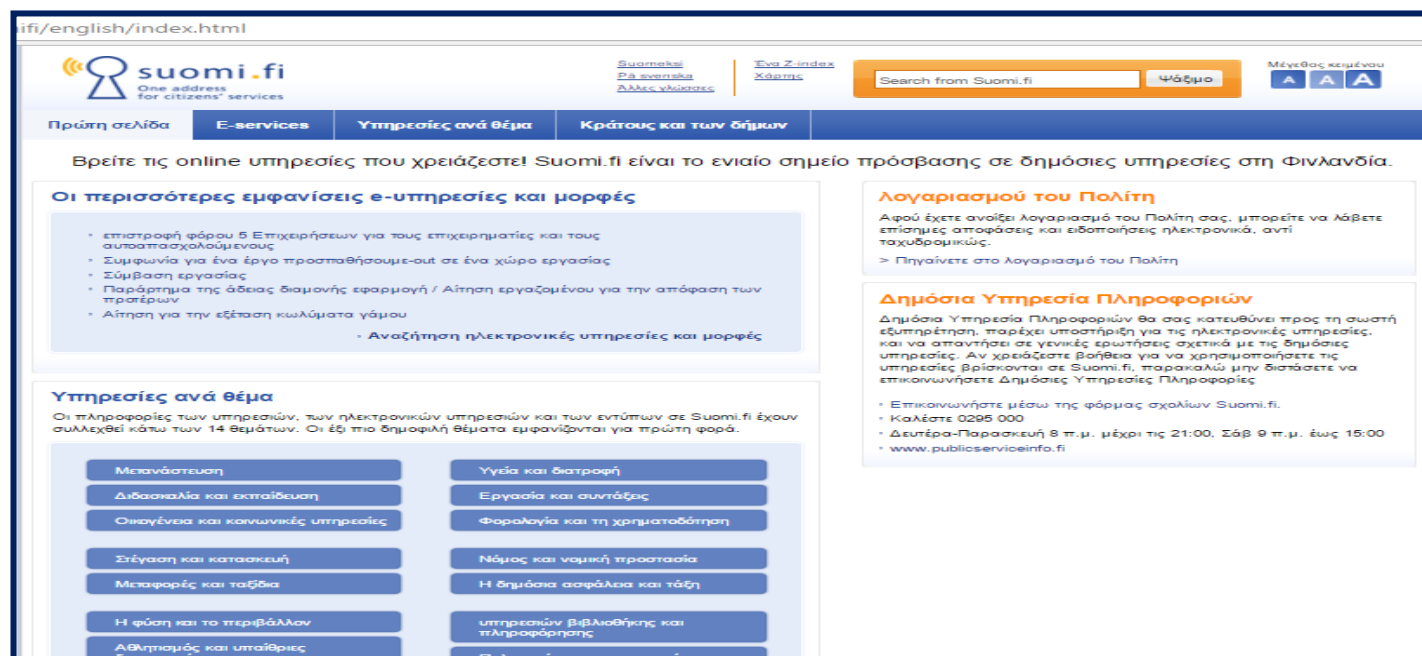 ifi/english/index.html
suomi.fi
One address
for citizens' services
Suomeksi
På svenska
Άλλες γλώσσες
Ένα Z-index
Χάρτης
Search from Suomi.fi
Ψάξιμο
Μέγεθος κειμένου
A A A
Πρώτη σελίδα
E-services
Υπηρεσίες ανά θέμα
Κράτους και των δήμων
Βρείτε τις online υπηρεσίες που χρειάζεστε! Suomi.fi είναι το ενιαίο σημείο πρόσβασης σε δημόσιες υπηρεσίες στη Φινλανδία.
Οι περισσότερες εμφανίσεις e-υπηρεσίες και μορφές
επιστροφή φόρου 5 Επιχειρήσεων για τους επιχειρηματίες και τους
αυτοαπασχολούμενους
Συμφωνία για ένα έργο προσπαθήσουμε-out σε ένα χώρο εργασίας
Σύμβαση εργασίας
Παράρτημα της άδειας διαμονής εφαρμογή / Αίτηση εργαζομένου για την απόφαση των
προτέρων
Αίτηση για την εξέταση κωλύματα γάμου
Αναζήτηση ηλεκτρονικές υπηρεσίες και μορφές
Υπηρεσίες ανά θέμα
Οι πληροφορίες των υπηρεσιών, των ηλεκτρονικών υπηρεσιών και των εντύπων σε Suomi.fi έχουν
συλλεχθεί κάτω των 14 θεμάτων. Οι έξι πιο δημοφιλή θέματα εμφανίζονται για πρώτη φορά.
Μετανάστευση
Διδασκαλία και εκπαίδευση
Οικογένεια και κοινωνικές υπηρεσίες
Στέγαση και κατασκευή
Μεταφορές και ταξίδια
Η φύση και το περιβάλλον
Αθλητισμός και υπαίθριες
Υγεία και διατροφή
Εργασία και συντάξεις
Φορολογία και τη χρηματοδότηση
Νόμος και νομική προστασία
Η δημόσια ασφάλεια και τάξη
υπηρεσιών βιβλιοθήκης και
πληροφόρησης
λογαριασμού του Πολίτη
Αφού έχετε ανοίξει λογαριασμό του Πολίτη σας, μπορείτε να λάβετε
επίσημες αποφάσεις και ειδοποιήσεις ηλεκτρονικά, αντί
ταχυδρομικώς.
> Πηγαίνετε στο λογαριασμό του Πολίτη
Δημόσια Υπηρεσία Πληροφοριών
Δημόσια Υπηρεσία Πληροφοριών θα σας κατευθύνει προς τη σωστή
εξυπηρέτηση, παρέχει υποστήριξη για τις ηλεκτρονικές υπηρεσίες,
και να απαντήσει σε γενικές ερωτήσεις σχετικά με τις δημόσιες
υπηρεσίες. Αν χρειάζεστε βοήθεια για να χρησιμοποιήσετε τις
υπηρεσίες βρίσκονται σε Suomi.fi, παρακαλώ μην διστάσετε να
επικοινωνήσετε Δημόσιες Υπηρεσίες Πληροφορίες
Επικοινωνήστε μέσω της φόρμας σχολίων Suomi.fi.
Καλέστε 0295 000
Δευτέρα-Παρασκευή 8 π.μ. μέχρι τις 21:00, Σάβ 9 π.μ. έως 15:00
www.publicserviceinfo.fi